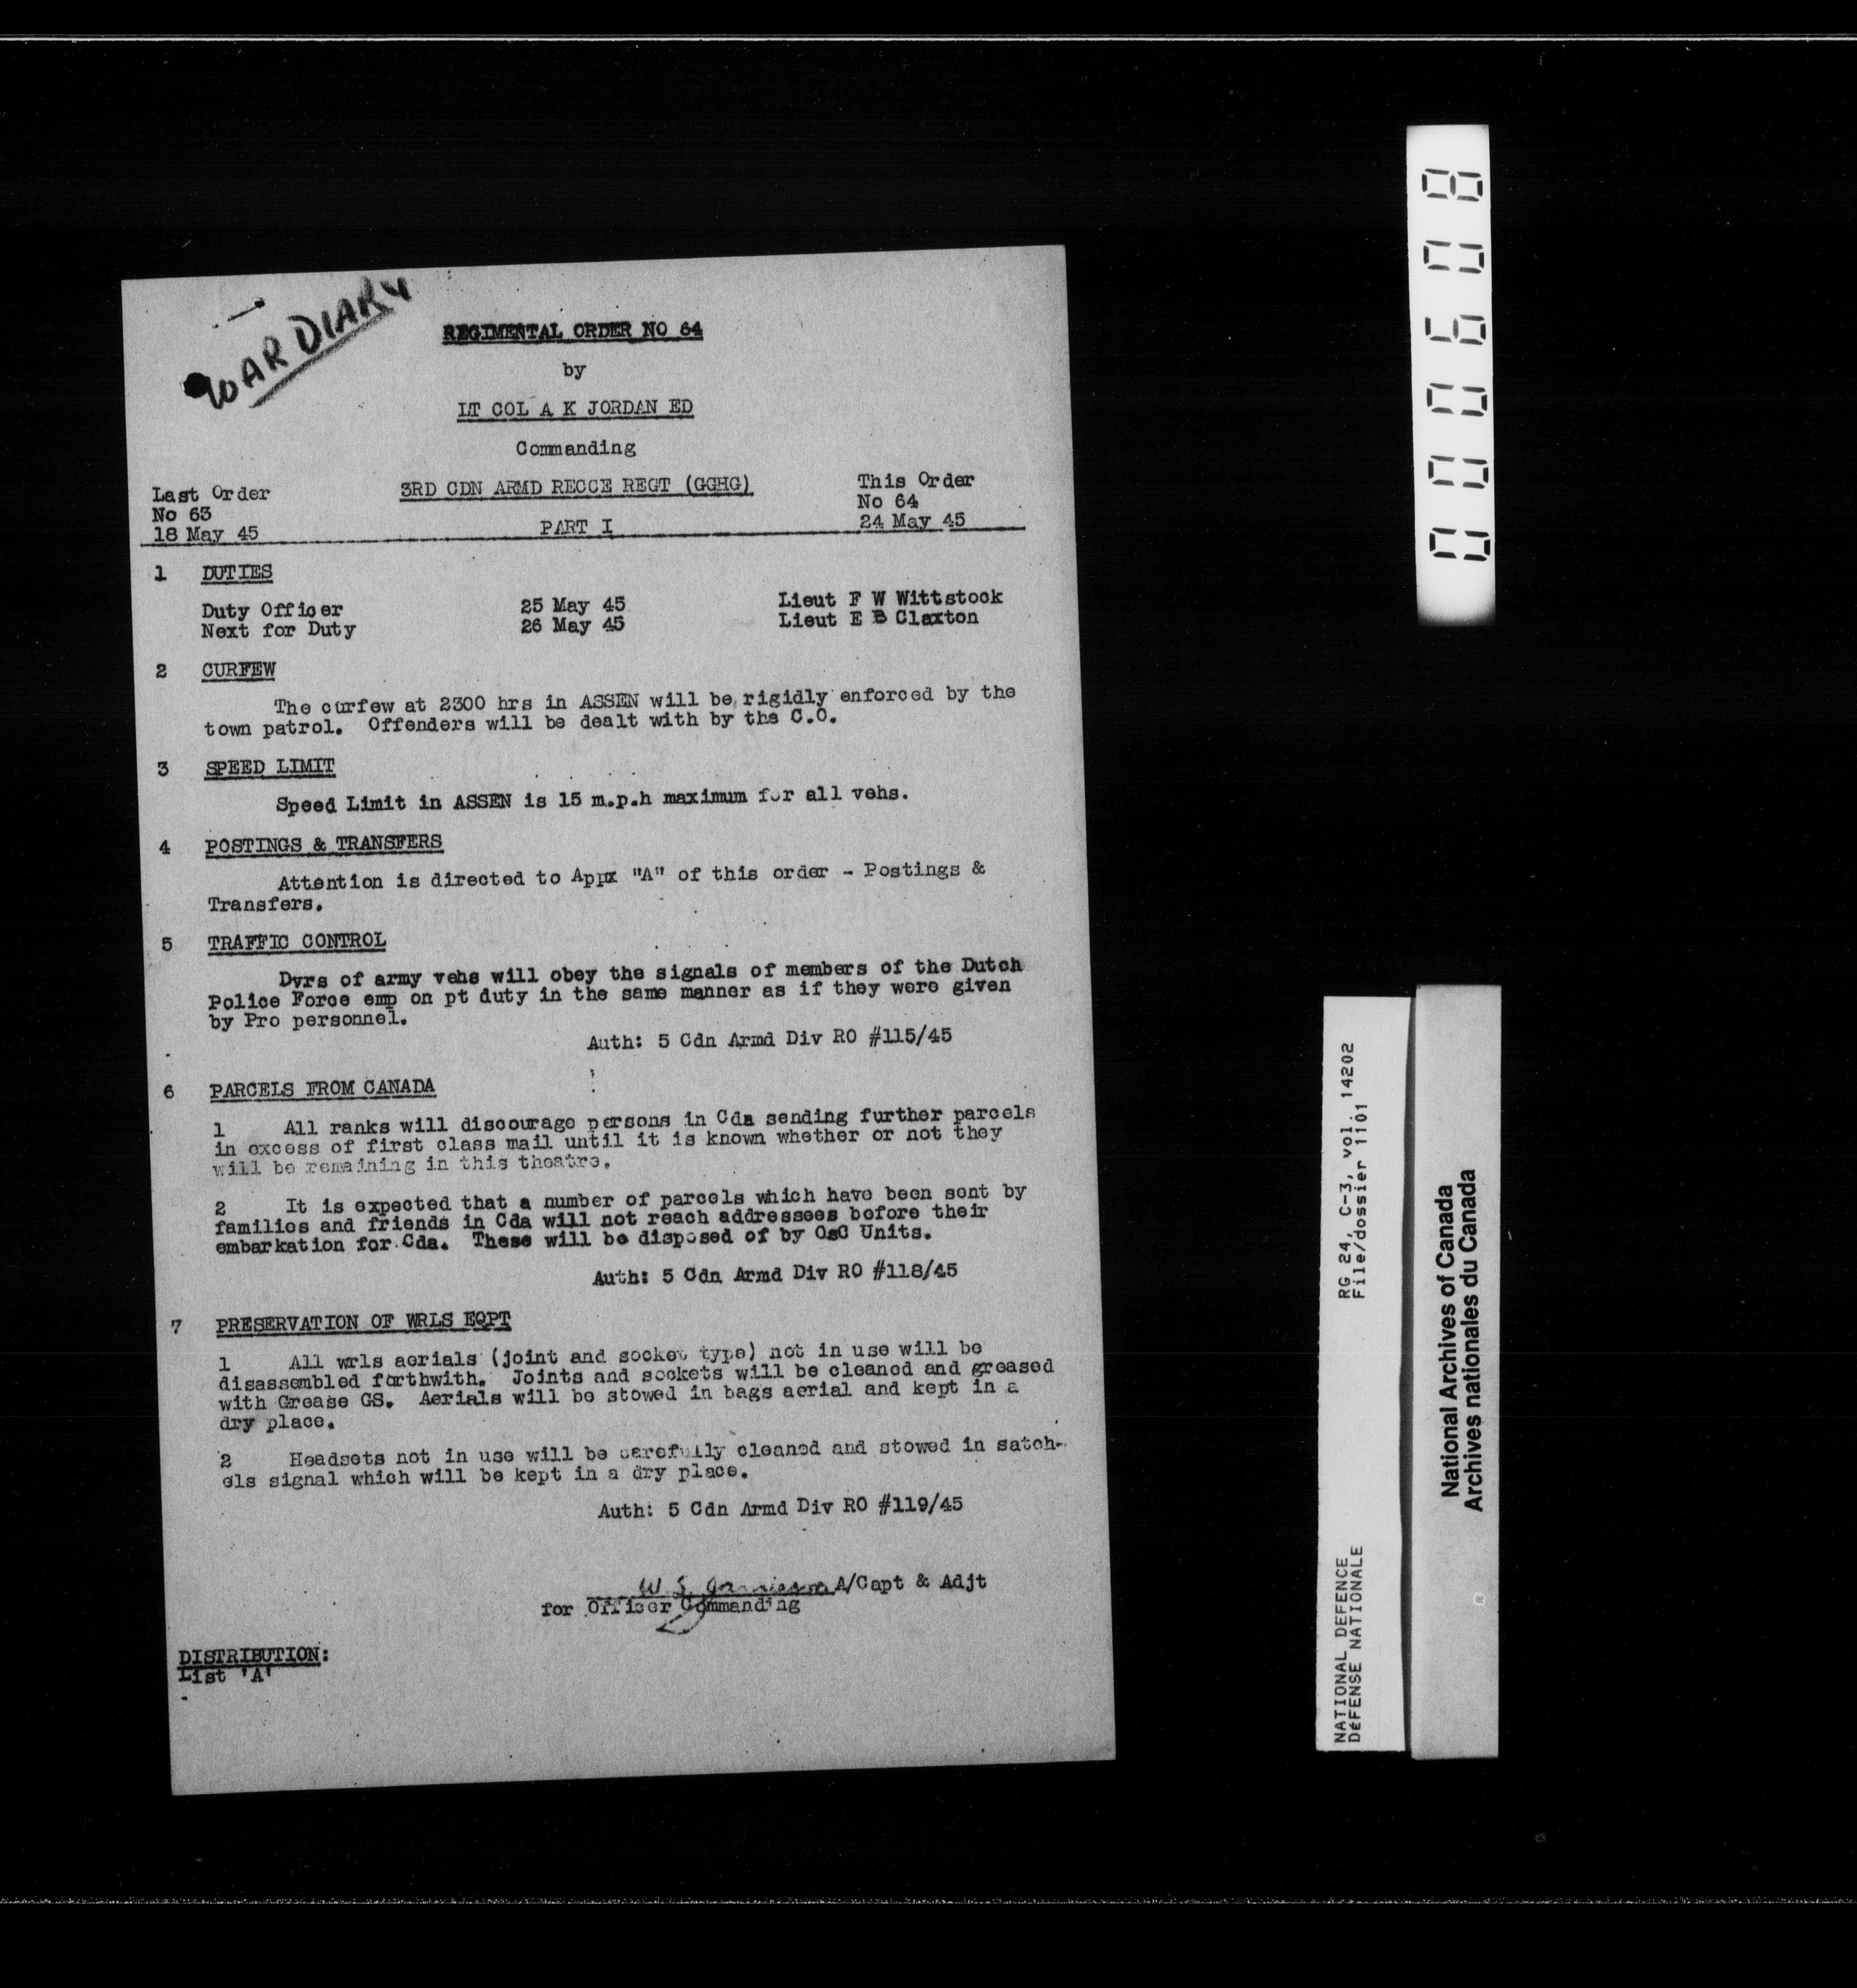 WAR DIARY
REGIMENTAL ORDER NO 64
by
LT COL A K JORDAN ED
Commanding
3RD CDN ARMD RECCE REGT (GGHG)
Last Order
No 63
18 May 45
PART I
This Order
No 64
24 May 45
1 DUTIES
Duty Officer 25 May 45 Lieut F W Wittstock
Next for Duty 26 May 45 Lieut E B Claxton
2 CURFEW
The curfew at 2300 hrs in ASSEN will be rigidly enforced by the
town patrol. Offenders will be dealt with by the C.O.
3 SPEED LIMIT
Speed Limit in ASSEN is 15 m.p.h maximum for all vehs.
4 POSTINGS & TRANSFERS
Attention is directed to Appx "A" of this order - Postings &
Transfers.
5 TRAFFIC CONTROL
Dvrs of army vehs will obey the signals of members of the Dutch
Police Force emp on pt duty in the same manner as if they were given
by Pro personnel.
Auth: 5 Cdn Armd Div RO #115/45
6 PARCELS FROM CANADA
1 All ranks will discourage persons in Cda sending further parcels
in excess of first class mail until it is known whether or not they
will be remaining in this theatre.
2 It is expected that a number of parcels which have been sent by
families and friends in Cda will not reach addressees before their
embarkation for Cda. These will be disposed of by OsC Units.
Auth: 5 Cdn Armd Div RO #118/45
7 PRESERVATION OF WRLS EQPT
1 All wrls aerials (joint and socket type) not in use will be
disassembled forthwith. Joints and sockets will be cleaned and greased
with Grease GS. Aerials will be stowed in bags aerial and kept in a
dry place.
2 Headsets not in use will be carefully cleaned and stowed in satch-
els signal which will be kept in a dry place.
Auth: 5 Cdn Armd Div RO #119/45
W S Jamieson A/Capt & Adjt
for Officer Commanding
DISTRIBUTION:
List 'A'
000608
RG 24, C-3, vol. 14202
File/dossier 1101
NATIONAL DEFENCE
DéFENSE NATIONALE
National Archives of Canada
Archives nationales du Canada